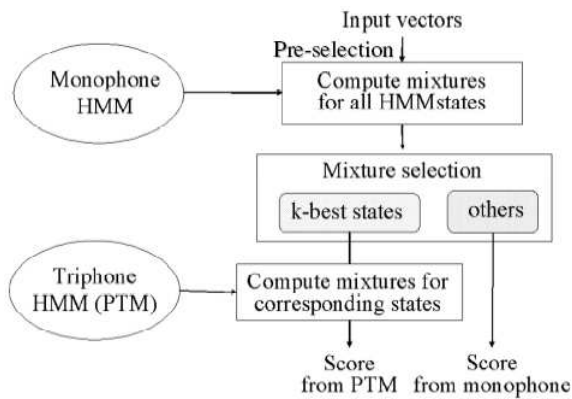 Input vectors
Pre-selection
Monophone
HMM
Compute mixtures
for all HMMstates
Mixture selection
k-best states
others
Triphone
HMM (PTM)
Compute mixtures for
corresponding states
Score
from PTM
Score
from monophone